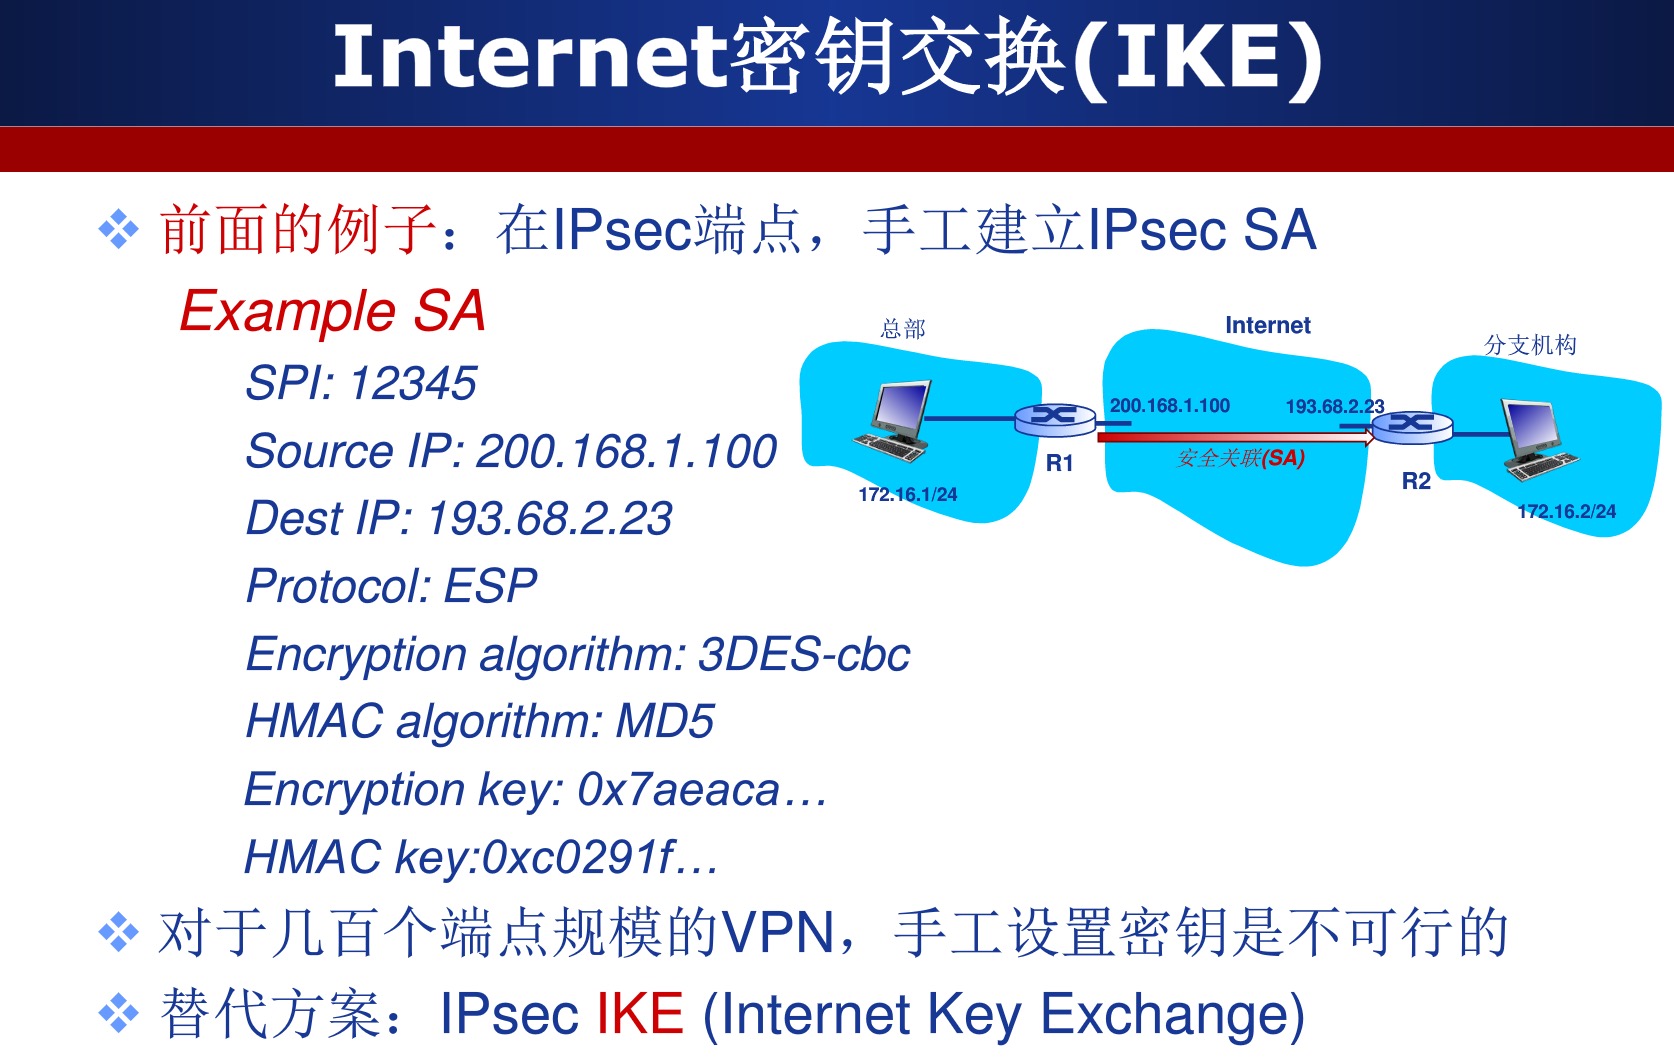 Internet密钥交换(IKE)
前面的例子：在IPsec端点，手工建立IPsec SA
Example SA
SPI: 12345
Source IP: 200.168.1.100
Dest IP: 193.68.2.23
Protocol: ESP
Encryption algorithm: 3DES-cbc
HMAC algorithm: MD5
Encryption key: 0x7aeaca…
HMAC key:0xc0291f…
总部
Internet
分支机构
200.168.1.100
193.68.2.23
安全关联(SA)
R1
R2
172.16.1/24
172.16.2/24
对于几百个端点规模的VPN，手工设置密钥是不可行的
替代方案：IPsec IKE (Internet Key Exchange)